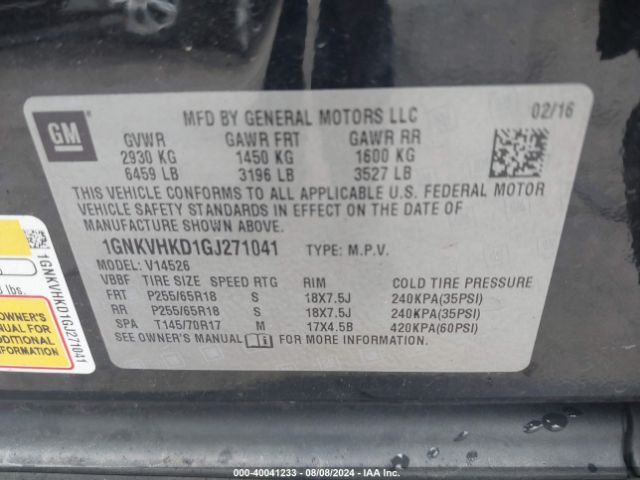 GM
MFD BY GENERAL MOTORS LLC 02/16
GVWR GAWR FRT GAWR RR
2930 KG 1450 KG 1600 KG
6459 LB 3196 LB 3527 LB
THIS VEHICLE CONFORMS TO ALL APPLICABLE U.S. FEDERAL MOTOR
VEHICLE SAFETY STANDARDS IN EFFECT ON THE DATE OF
MANUFACTURE SHOWN ABOVE.
1GNKVHKD1GJ271041 TYPE: M.P.V.
MODEL: V14526
VBBF TIRE SIZE SPEED RTG RIM COLD TIRE PRESSURE
FRT P255/65R18 S 18X7.5J 240KPA(35PSI)
RR P255/65R18 S 18X7.5J 240KPA(35PSI)
SPA T145/70R17 M 17X4.5B 420KPA(60PSI)
SEE OWNER'S MANUAL FOR MORE INFORMATION.
lbs.
OWNER'S
NUAL FOR
ADDITIONAL
1GNKVHKD1GJ271041
000-40041233 - 08/08/2024 - IAA Inc.